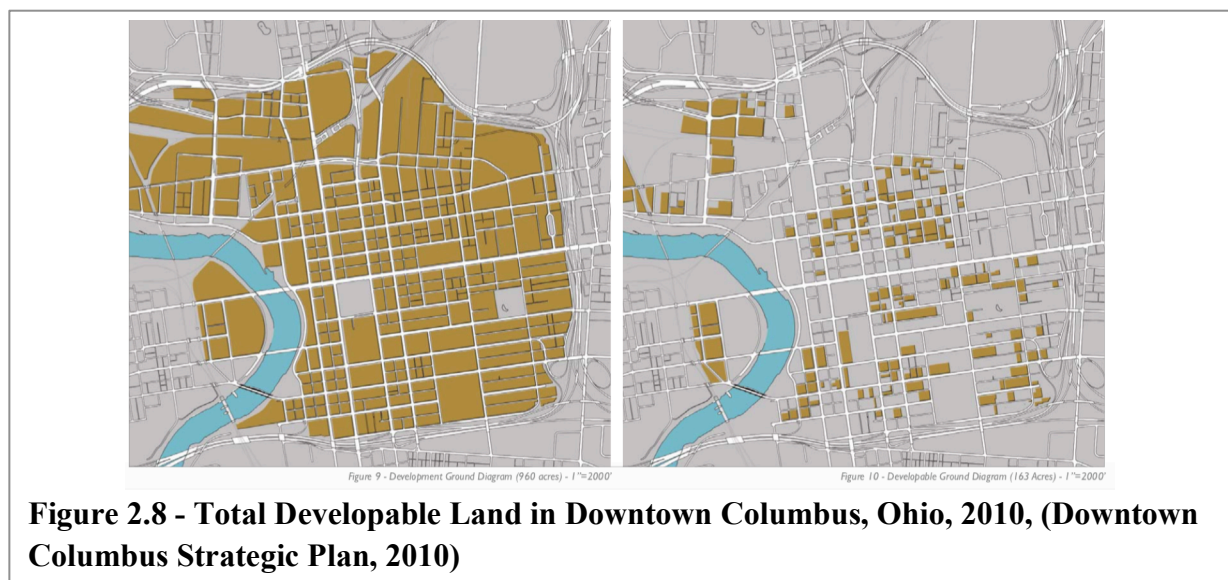 Figure 9 - Development Ground Diagram (960 acres) - 1"=2000'
Figure 10 - Developable Ground Diagram (163 Acres) - 1"=2000'
Figure 2.8 - Total Developable Land in Downtown Columbus, Ohio, 2010, (Downtown
Columbus Strategic Plan, 2010)